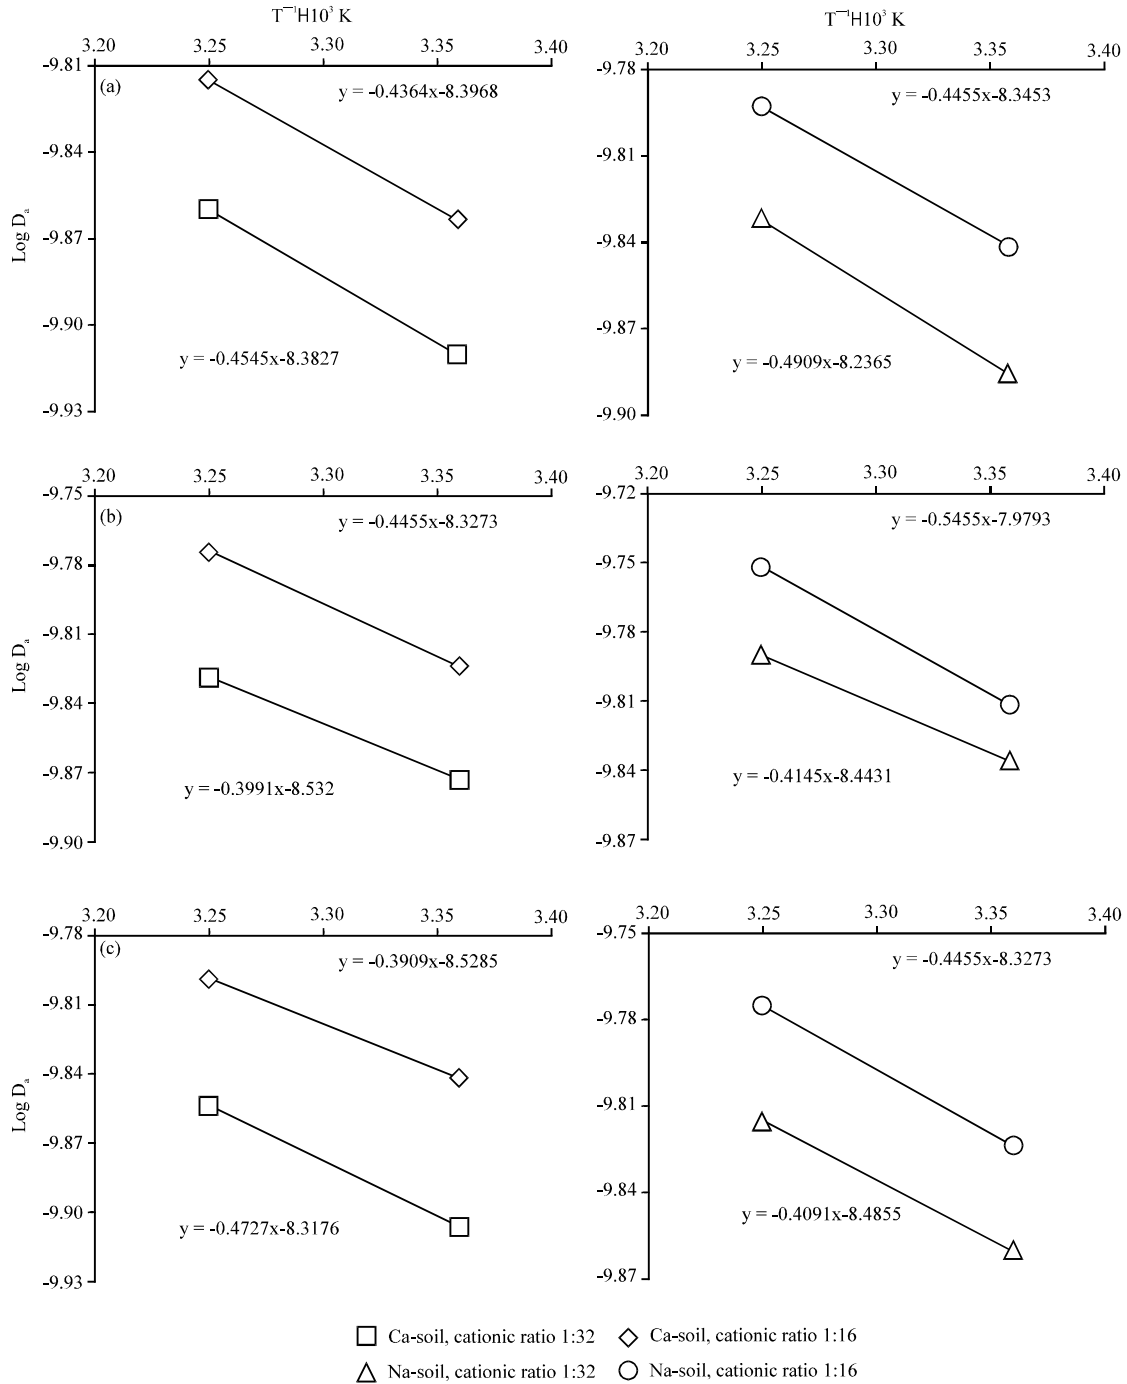 T⁻¹H10³ K
3.20 3.25 3.30 3.35 3.40
-9.81
(a)
y = -0.4364x-8.3968
-9.84
-9.87
Log Dₐ
-9.90
y = -0.4545x-8.3827
-9.93
T⁻¹H10³ K
3.20 3.25 3.30 3.35 3.40
-9.78
y = -0.4455x-8.3453
-9.81
-9.84
-9.87
y = -0.4909x-8.2365
-9.90
3.20 3.25 3.30 3.35 3.40
-9.75
(b)
y = -0.4455x-8.3273
-9.78
-9.81
Log Dₐ
-9.84
-9.87
y = -0.3991x-8.532
-9.90
3.20 3.25 3.30 3.35 3.40
-9.72
y = -0.5455x-7.9793
-9.75
-9.78
-9.81
-9.84
y = -0.4145x-8.4431
-9.87
3.20 3.25 3.30 3.35 3.40
-9.78
(c)
y = -0.3909x-8.5285
-9.81
-9.84
Log Dₐ
-9.87
-9.90
y = -0.4727x-8.3176
-9.93
3.20 3.25 3.30 3.35 3.40
-9.75
y = -0.4455x-8.3273
-9.78
-9.81
-9.84
y = -0.4091x-8.4855
-9.87
Ca-soil, cationic ratio 1:32
Ca-soil, cationic ratio 1:16
Na-soil, cationic ratio 1:32
Na-soil, cationic ratio 1:16